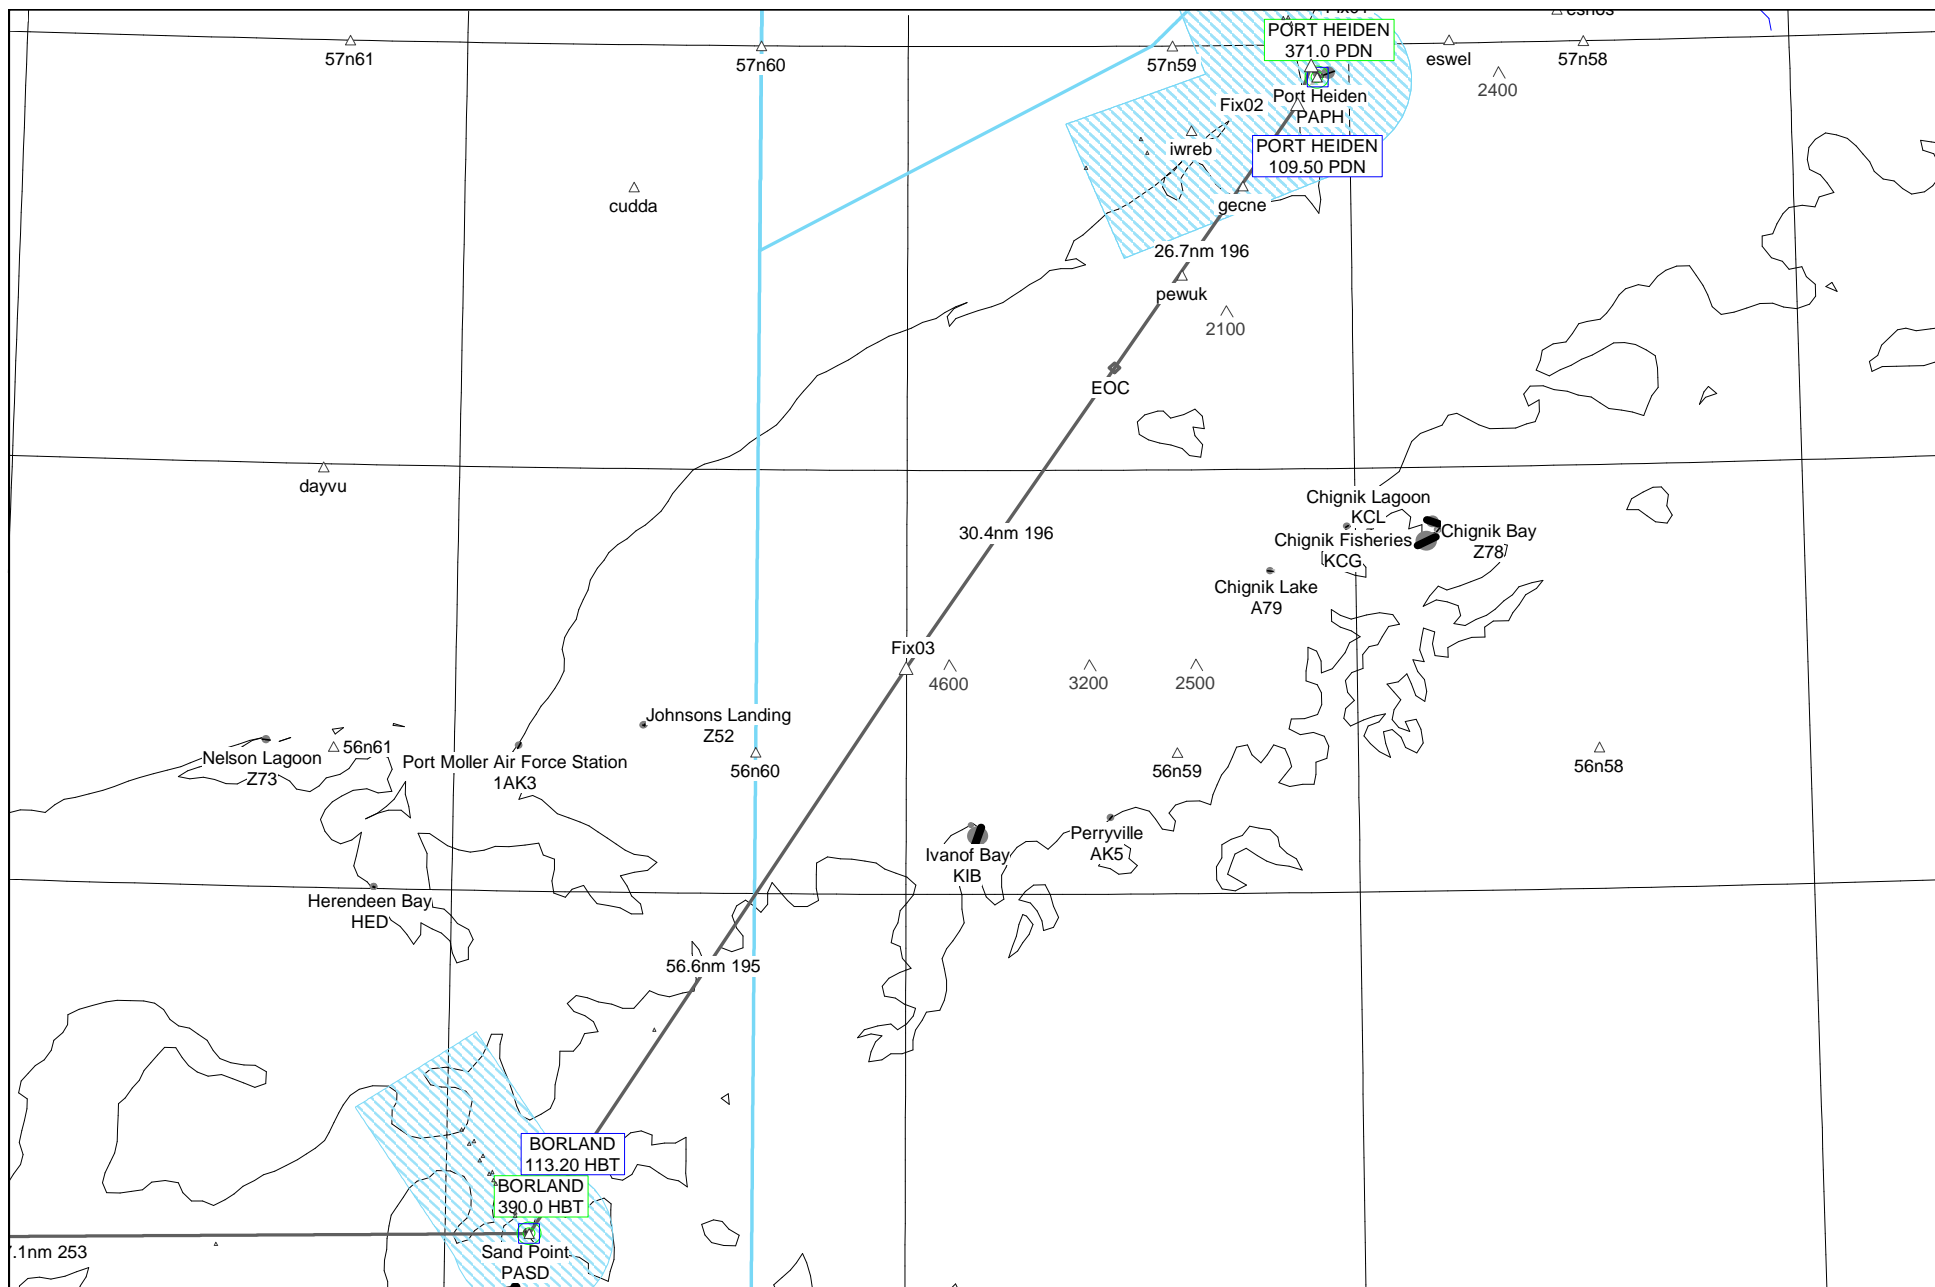 esnos
PORT HEIDEN
371.0 PDN
57n61
57n60
57n59
eswel
57n58
2400
Port Heiden
PAPH
Fix02
iwreb
PORT HEIDEN
109.50 PDN
cudda
gecne
26.7nm 196
pewuk
2100
EOC
dayvu
Chignik Lagoon
KCL
Chignik Fisheries
KCG
Chignik Bay
Z78
30.4nm 196
Chignik Lake
A79
Fix03
4600
3200
2500
Johnsons Landing
Z52
Nelson Lagoon
Z73
56n61
Port Moller Air Force Station
1AK3
56n60
56n59
56n58
Perryville
AK5
Ivanof Bay
KIB
Herendeen Bay
HED
56.6nm 195
BORLAND
113.20 HBT
BORLAND
390.0 HBT
.1nm 253
Sand Point
PASD